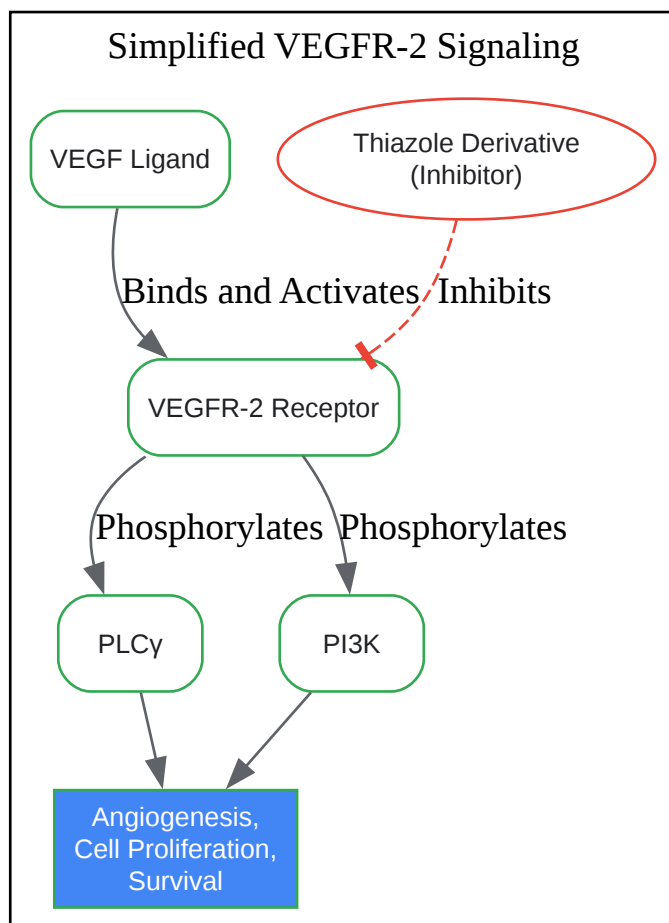 Simplified VEGFR-2 Signaling
VEGF Ligand
Thiazole Derivative
(Inhibitor)
Binds and Activates
Inhibits
VEGFR-2 Receptor
Phosphorylates
Phosphorylates
PLCγ
PI3K
Angiogenesis,
Cell Proliferation,
Survival